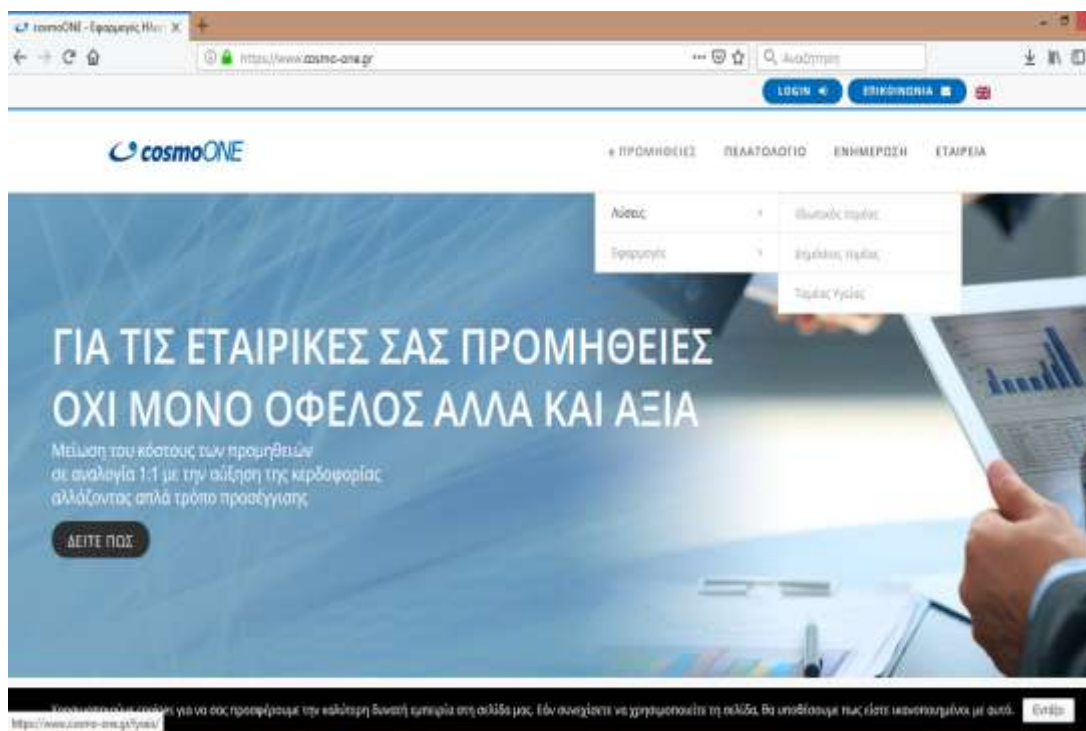 cosmoONE - Εφαρμογές Ηλεκ
https://www.cosmo-one.gr
Αναζήτηση
LOGIN
ΕΠΙΚΟΙΝΩΝΙΑ
cosmoONE
e ΠΡΟΜΗΘΕΙΕΣ ΠΕΛΑΤΟΛΟΓΙΟ ΕΝΗΜΕΡΩΣΗ ΕΤΑΙΡΕΙΑ
Λύσεις
Ιδιωτικός τομέας
Εφαρμογές
Δημόσιος τομέας
Τομέας Υγείας
ΓΙΑ ΤΙΣ ΕΤΑΙΡΙΚΕΣ ΣΑΣ ΠΡΟΜΗΘΕΙΕΣ
ΟΧΙ ΜΟΝΟ ΟΦΕΛΟΣ ΑΛΛΑ ΚΑΙ ΑΞΙΑ
Μείωση του κόστους των προμηθειών
σε αναλογία 1:1 με την αύξηση της κερδοφορίας
αλλάζοντας απλά τρόπο προσέγγισης
ΔΕΙΤΕ ΠΩΣ
Χρησιμοποιούμε cookies για να σας προσφέρουμε την καλύτερη δυνατή εμπειρία στη σελίδα μας. Εάν συνεχίσετε να χρησιμοποιείτε τη σελίδα, θα υποθέσουμε πως είστε ικανοποιημένοι με αυτό.
Εντάξει
https://www.cosmo-one.gr/lyseis/